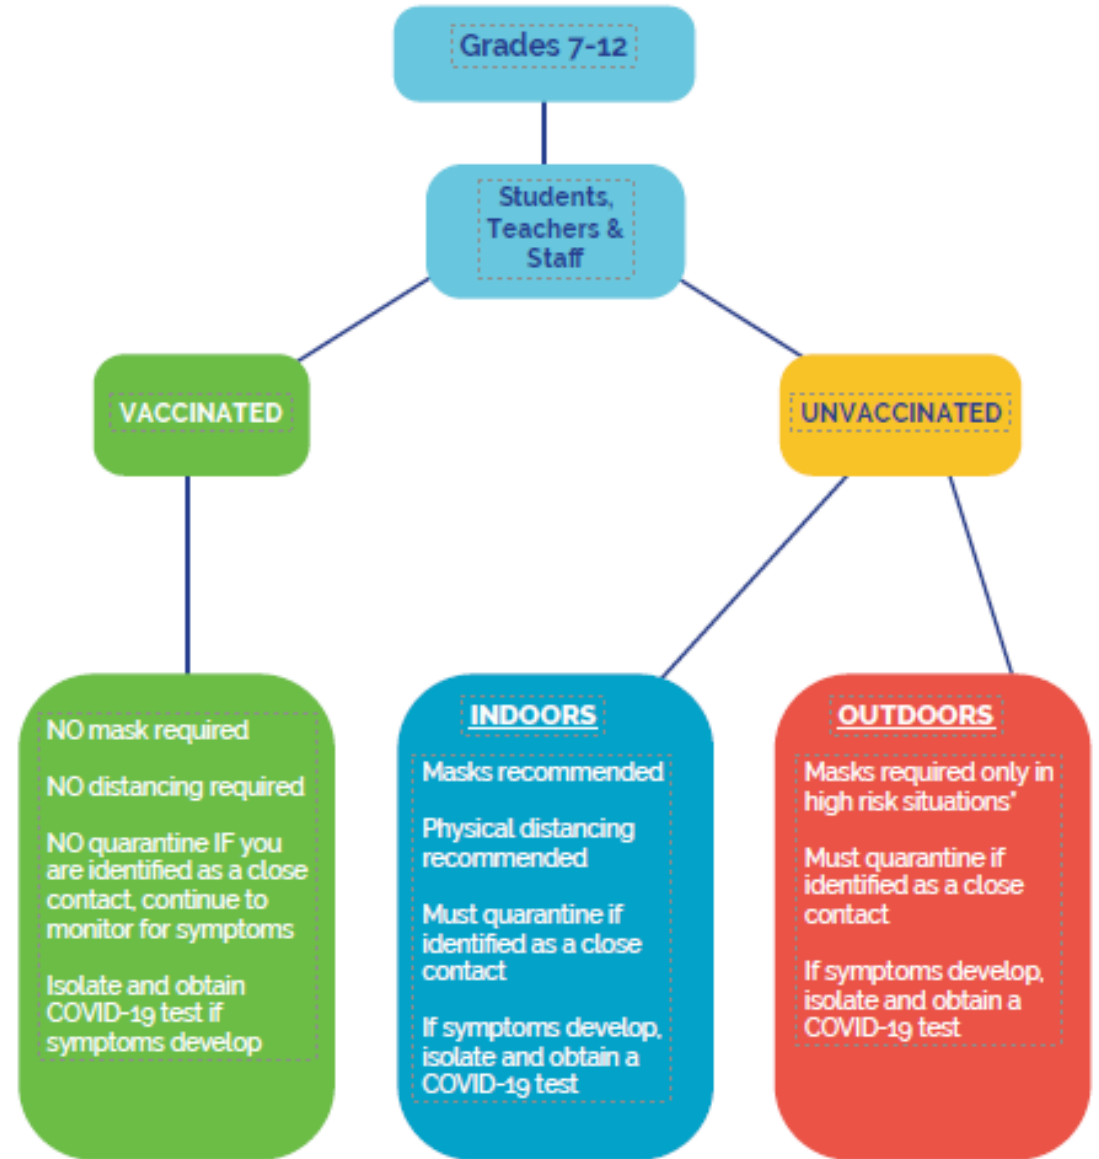 Grades 7-12
Students,
Teachers &
Staff
VACCINATED
UNVACCINATED
NO mask required
NO distancing required
NO quarantine IF you
are identified as a close
contact, continue to
monitor for symptoms
Isolate and obtain
COVID-19 test if
symptoms develop
INDOORS
Masks recommended
Physical distancing
recommended
Must quarantine if
identified as a close
contact
If symptoms develop,
isolate and obtain a
COVID-19 test
OUTDOORS
Masks required only in
high risk situations*
Must quarantine if
identified as a close
contact
If symptoms develop,
isolate and obtain a
COVID-19 test